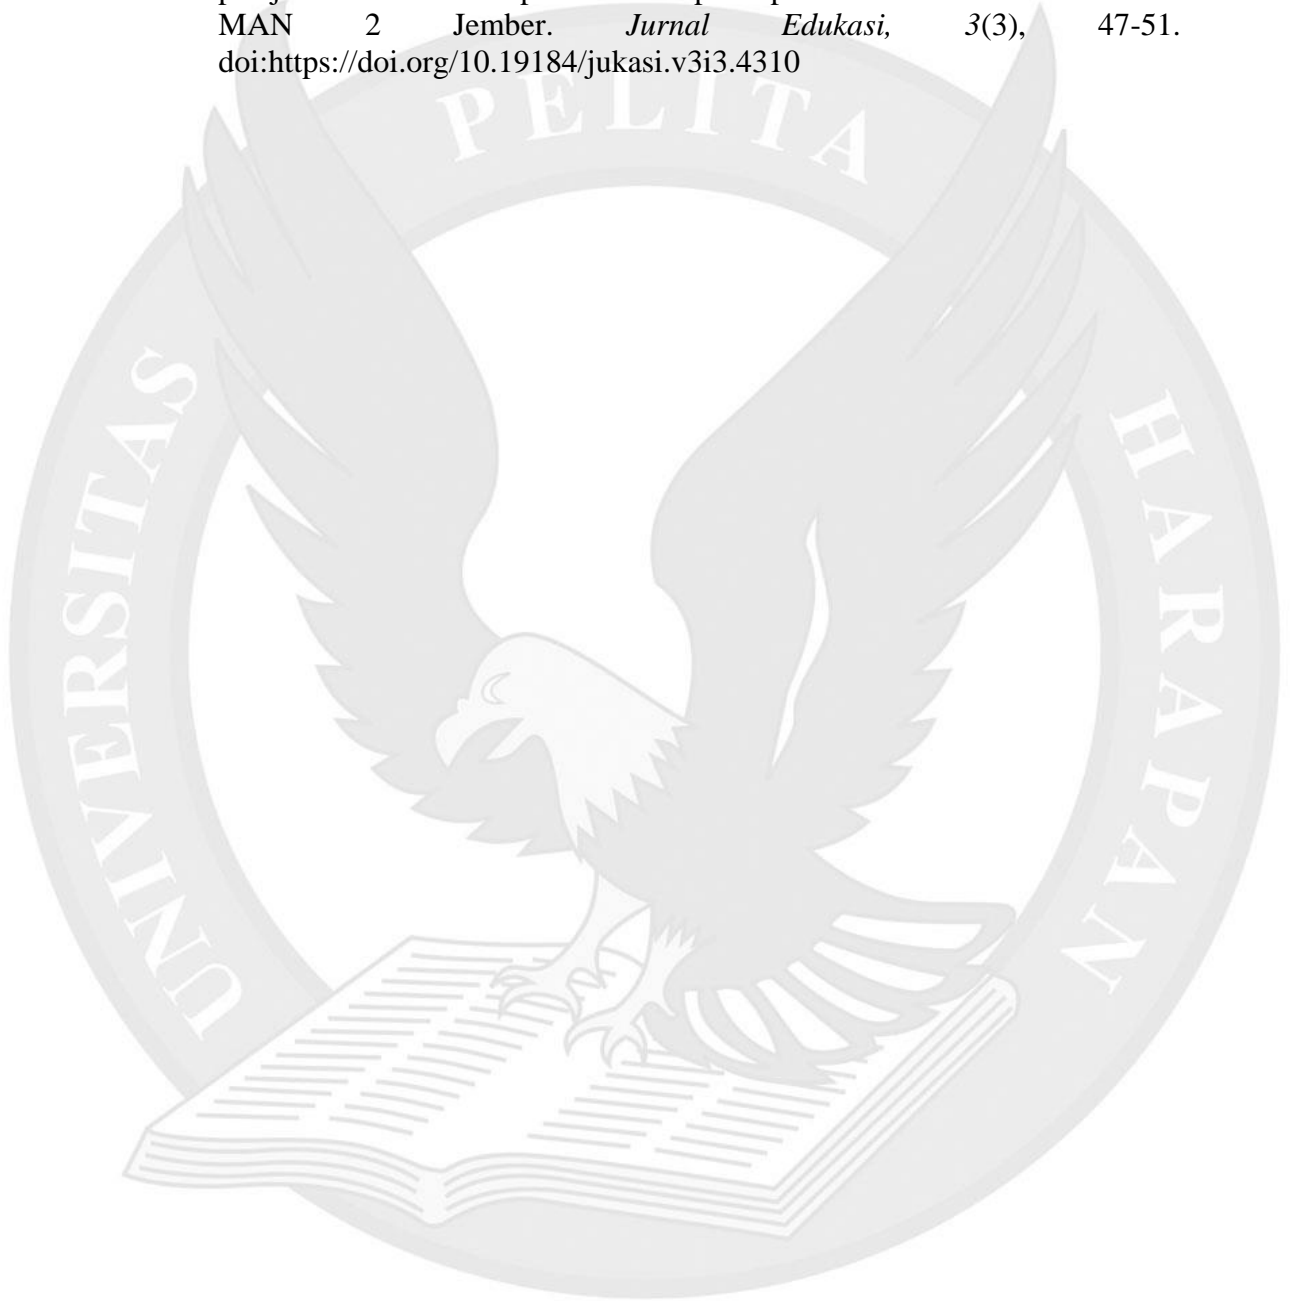 MAN 2 Jember. Jurnal Edukasi, 3(3), 47-51.
doi:https://doi.org/10.19184/jukasi.v3i3.4310
PELITA
UNIVERSITAS
HARAPAN